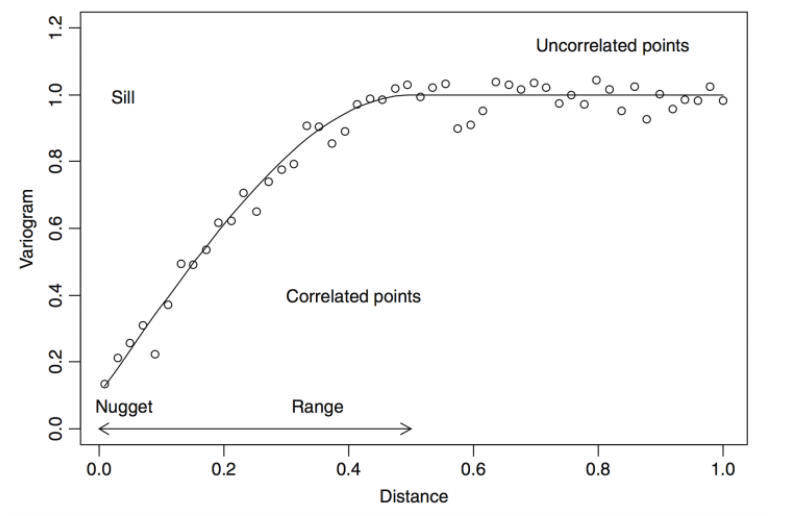 Uncorrelated points
Sill
Correlated points
Nugget
Range
Variogram
1.2
1.0
0.8
0.6
0.4
0.2
0.0
0.0
0.2
0.4
0.6
0.8
1.0
Distance